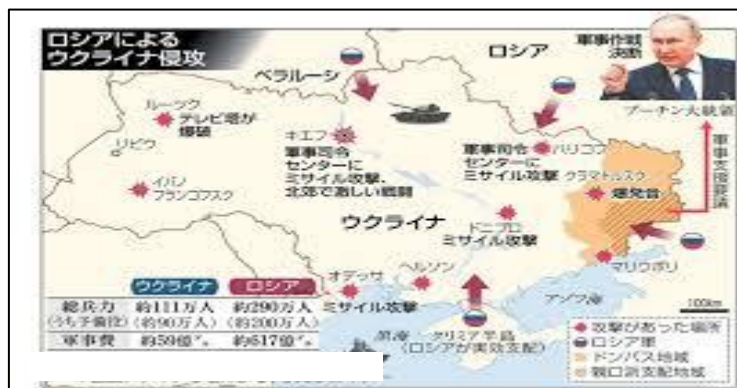 ロシアによる
ウクライナ侵攻
ロシア
軍事作戦
決断
プーチン大統領
ベラルーシ
ルーツク
テレビ塔が
爆破
リビウ
イバノ
フランコフスク
キエフ
軍事司令
センターに
ミサイル攻撃、
北郊で激しい戦闘
軍事司令
センターに
ミサイル攻撃
ハリコフ
クラマトルスク
爆発音
軍事支援要請
ウクライナ
ドニプロ
ミサイル攻撃
マリウポリ
オデッサ
ミサイル攻撃
ヘルソン
アゾフ海
黒海
クリミア半島
(ロシアが実効支配)
100km
ウクライナ
ロシア
総兵力
約111万人
約290万人
(うち予備役)
(約90万人)
(約200万人)
軍事費
約59億㌦
約617億㌦
攻撃があった場所
ロシア軍
ドンバス地域
親ロ派支配地域